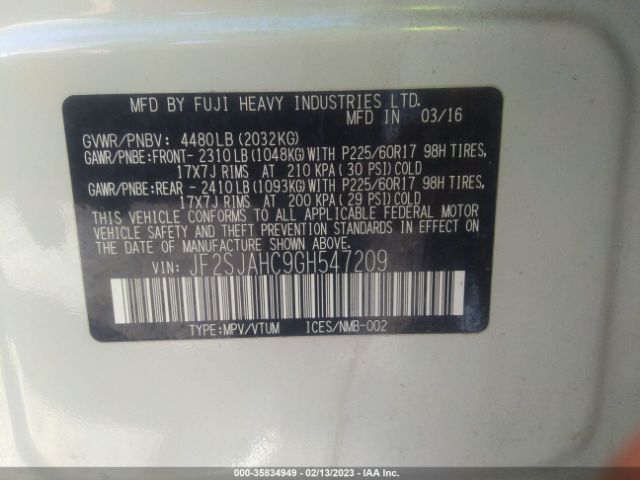 MFD BY FUJI HEAVY INDUSTRIES LTD.
MFD IN 03/16
GVWR/PNBV: 4480LB(2032KG)
GAWR/PNBE:FRONT- 2310LB(1048KG)WITH P225/60R17 98H TIRES,
17X7J RIMS AT 210 KPA(30 PSI)COLD
GAWR/PNBE:REAR - 2410LB(1093KG)WITH P225/60R17 98H TIRES,
17X7J RIMS AT 200 KPA(29 PSI)COLD
THIS VEHICLE CONFORMS TO ALL APPLICABLE FEDERAL MOTOR
VEHICLE SAFETY, BUMPER, AND
THEFT PREVENTION STANDARDS IN EFFECT ON
THE DATE OF MANUFACTURE SHOWN ABOVE.
VIN: JF2SJAHC9GH547209
TYPE:MPV/VTUM ICES/NMB-002
000-35834949 - 02/13/2023 - IAA Inc.